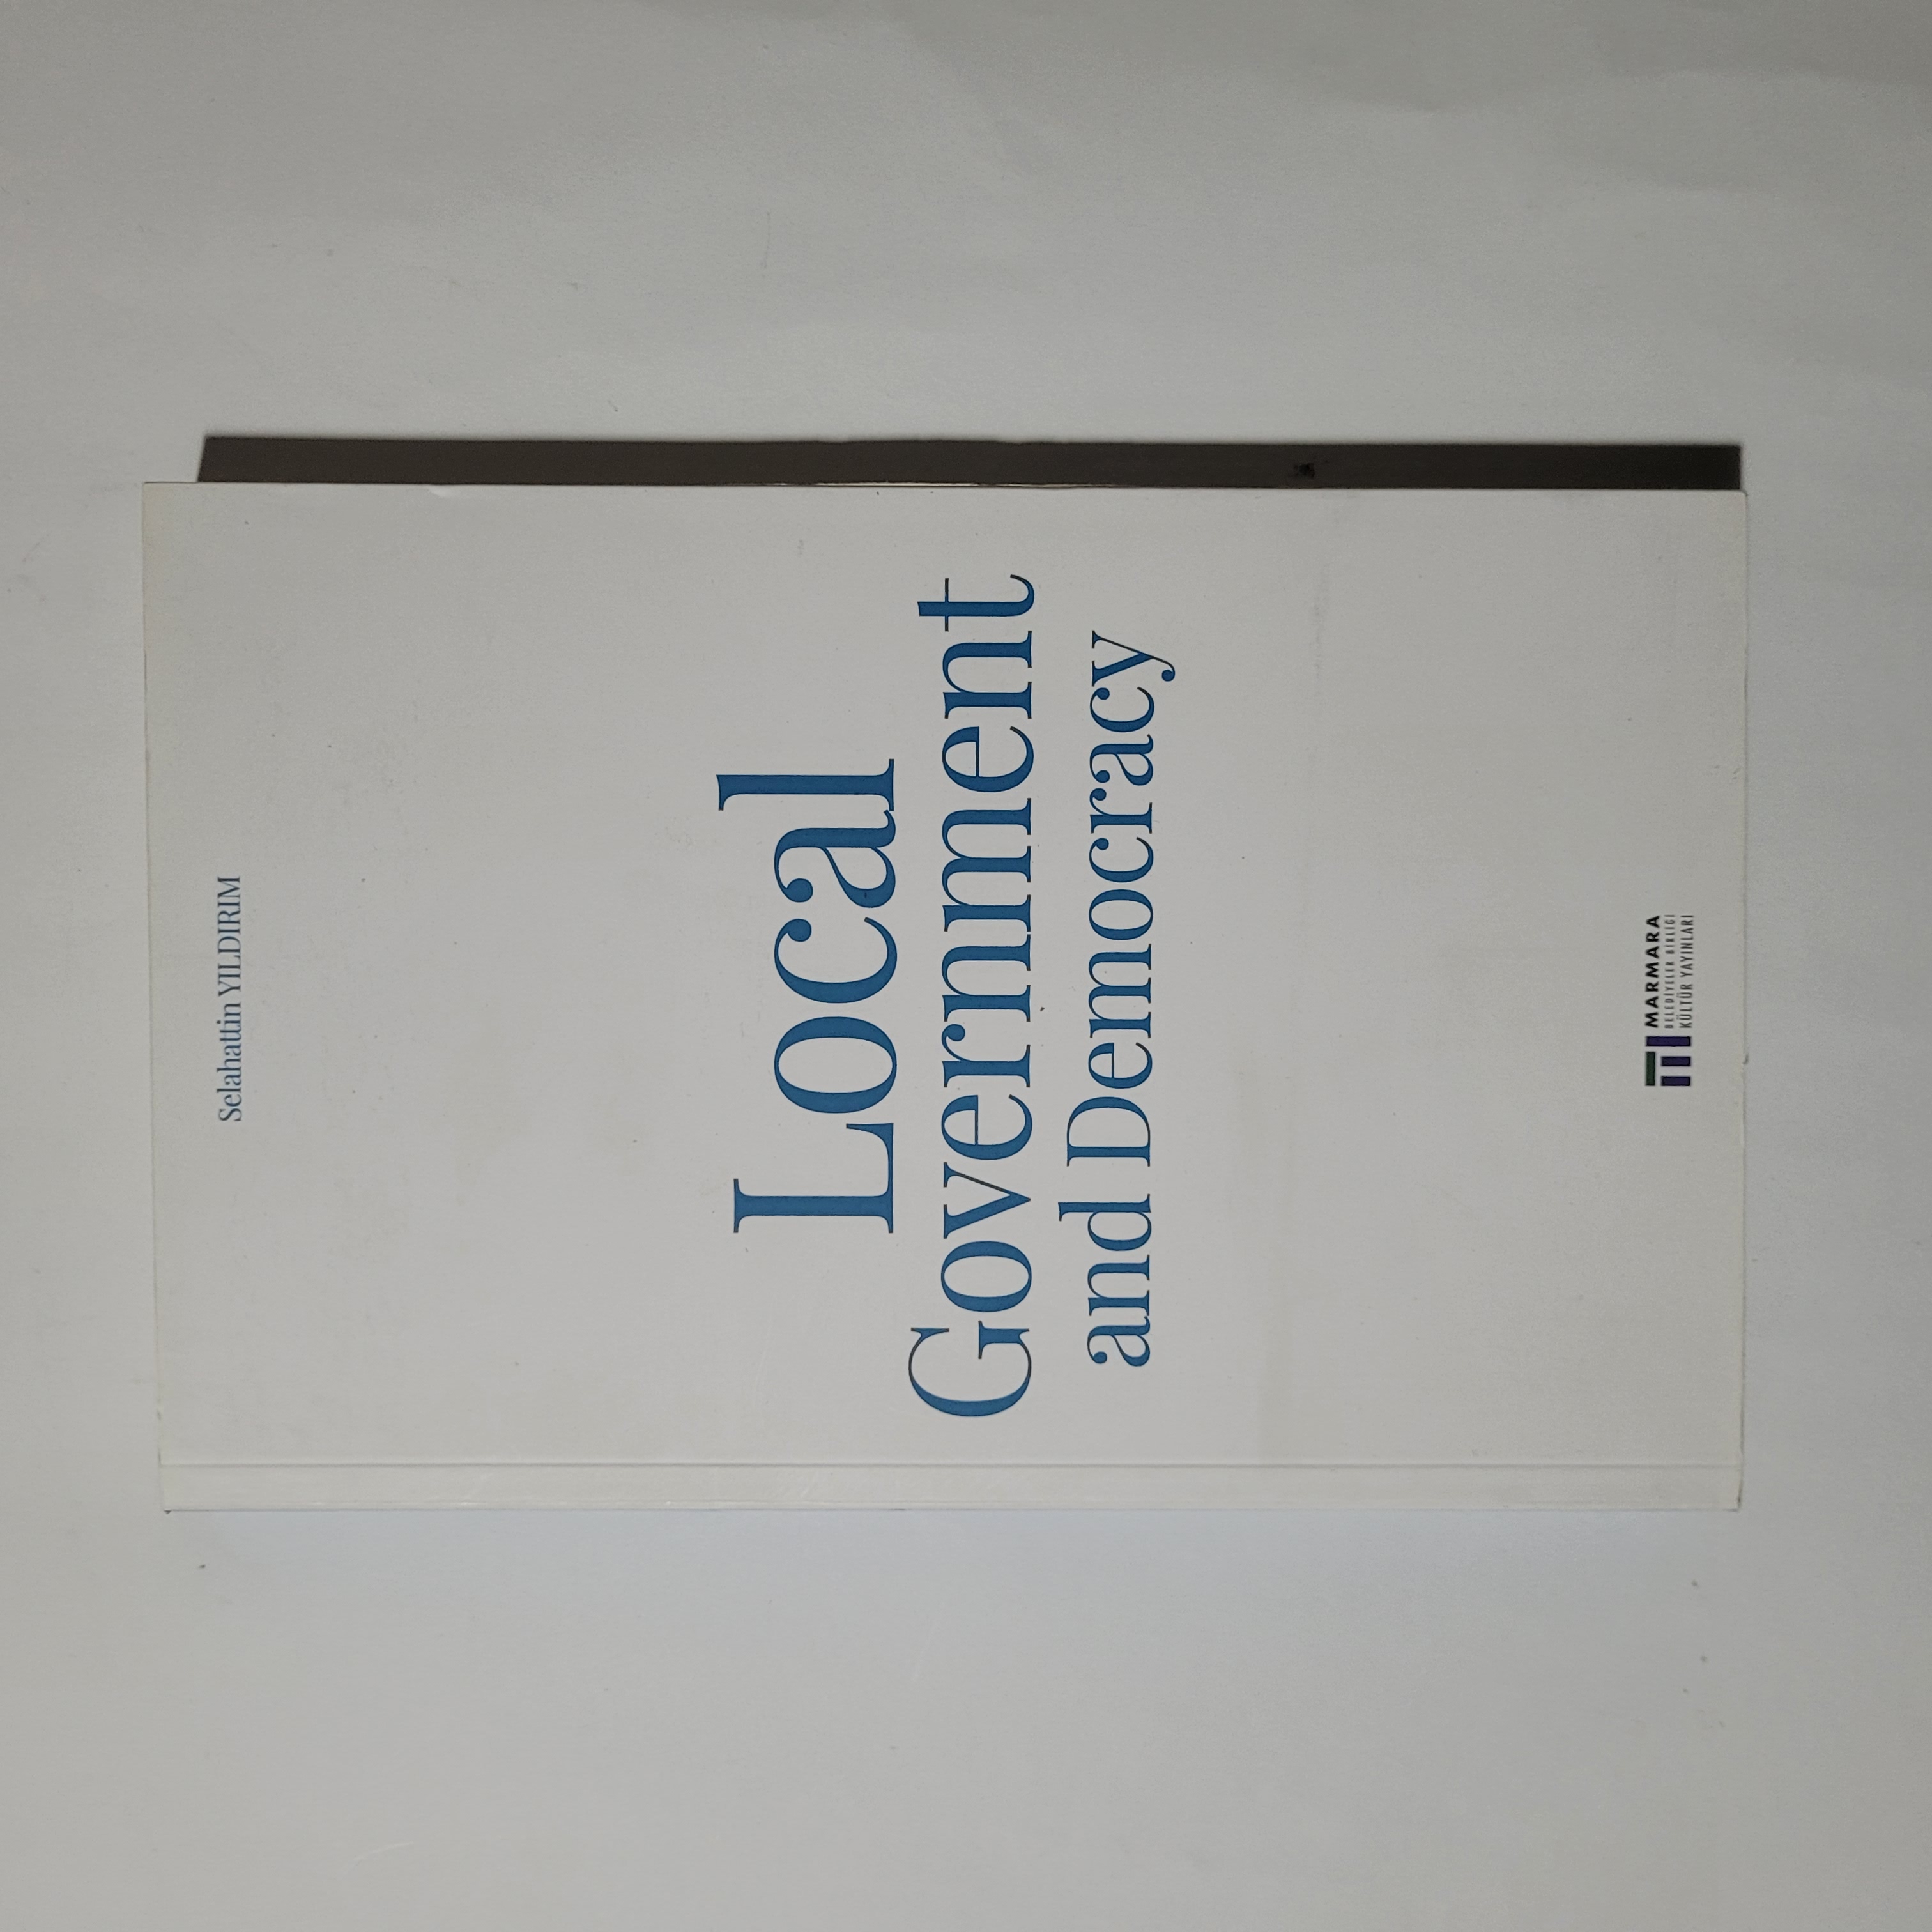 Selahattin YILDIRIM
Local
Government
and Democracy
MARMARA
BELEDİYELER BİRLİĞİ
KÜLTÜR YAYINLARI